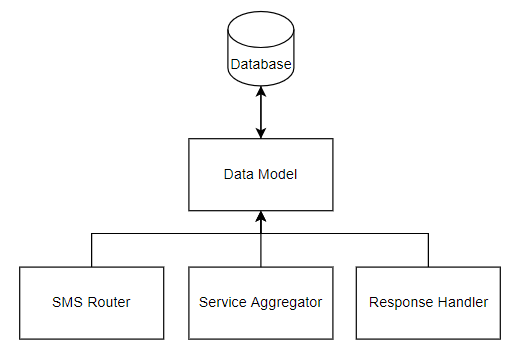 Database
Data Model
SMS Router
Service Aggregator
Response Handler